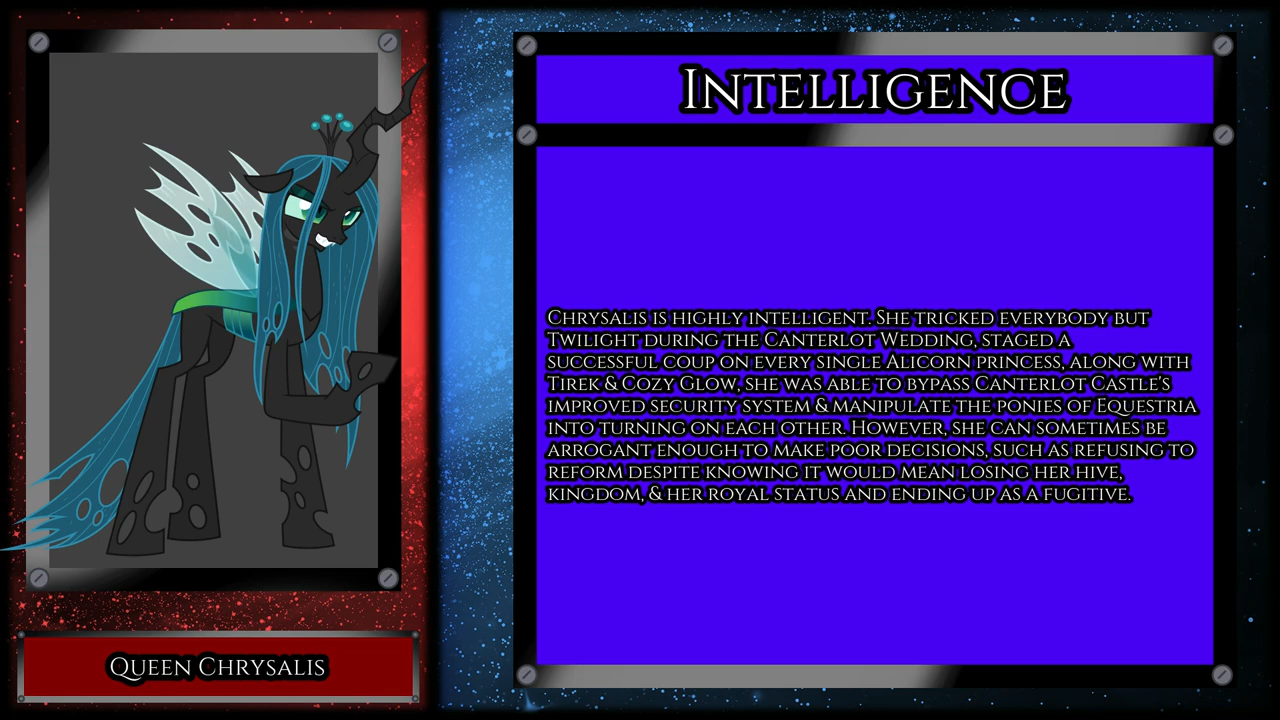 Intelligence
Chrysalis is highly intelligent. She tricked everybody but
Twilight during the Canterlot Wedding, staged a
successful coup on every single Alicorn princess, along with
Tirek & Cozy Glow, she was able to bypass Canterlot Castle's
improved security system & manipulate the ponies of Equestria
into turning on each other. However, she can sometimes be
arrogant enough to make poor decisions, such as refusing to
reform despite knowing it would mean losing her hive,
kingdom, & her royal status and ending up as a fugitive.
Queen Chrysalis